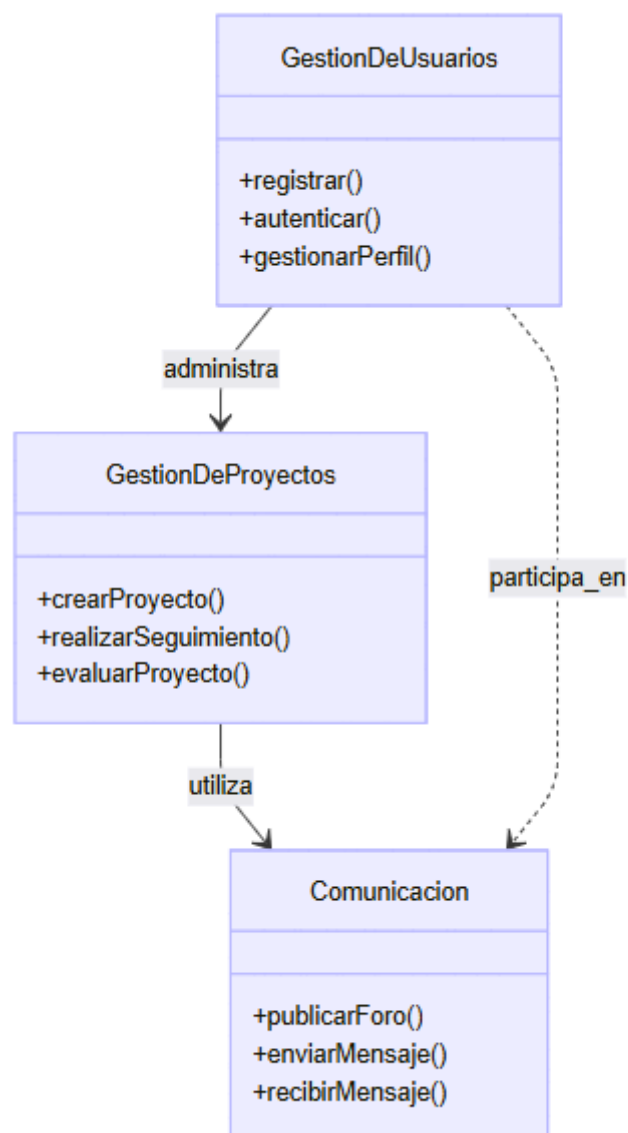 GestionDeUsuarios
+registrar()
+autenticar()
+gestionarPerfil()
administra
GestionDeProyectos
+crearProyecto()
+realizarSeguimiento()
+evaluarProyecto()
participa_en
utiliza
Comunicacion
+publicarForo()
+enviarMensaje()
+recibirMensaje()